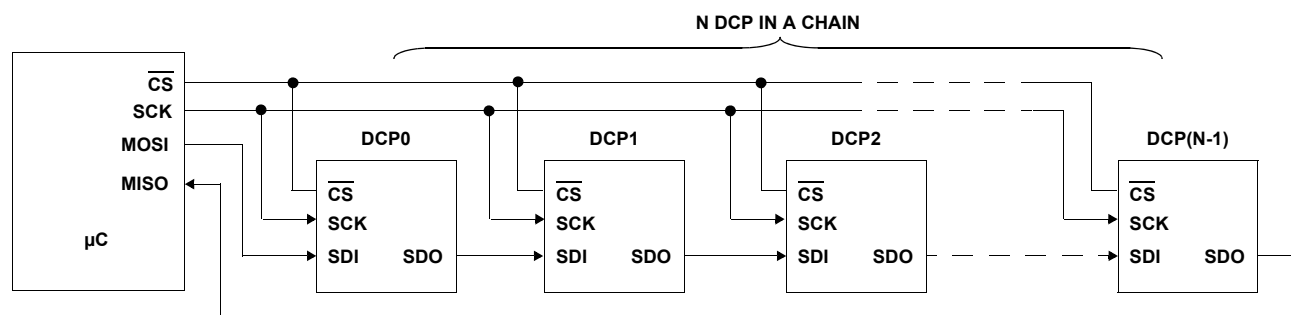 N DCP IN A CHAIN
CS
SCK
MOSI
MISO
µC
DCP0
CS
SCK
SDI SDO
DCP1
CS
SCK
SDI SDO
DCP2
CS
SCK
SDI SDO
DCP(N-1)
CS
SCK
SDI SDO